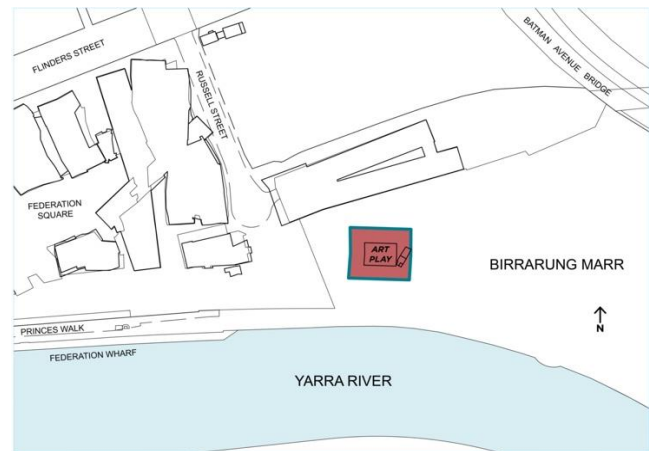 FLINDERS STREET
RUSSELL STREET
BATMAN AVENUE BRIDGE
FEDERATION
SQUARE
ART
PLAY
BIRRARUNG MARR
N
PRINCES WALK
FEDERATION WHARF
YARRA RIVER